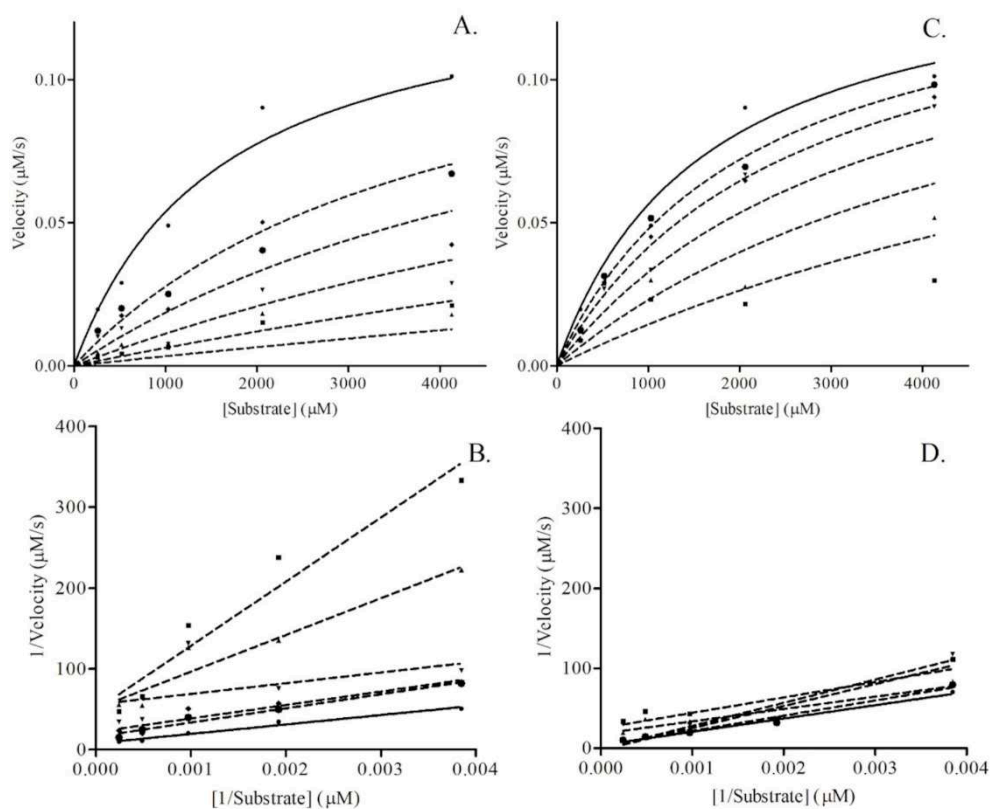 A.
0.10
0.05
0.00
Velocity (μM/s)
0 1000 2000 3000 4000
[Substrate] (μM)
C.
0.10
0.05
0.00
Velocity (μM/s)
0 1000 2000 3000 4000
[Substrate] (μM)
B.
400
300
200
100
0
1/Velocity (μM/s)
0.000 0.001 0.002 0.003 0.004
[1/Substrate] (μM)
D.
400
300
200
100
0
1/Velocity (μM/s)
0.000 0.001 0.002 0.003 0.004
[1/Substrate] (μM)